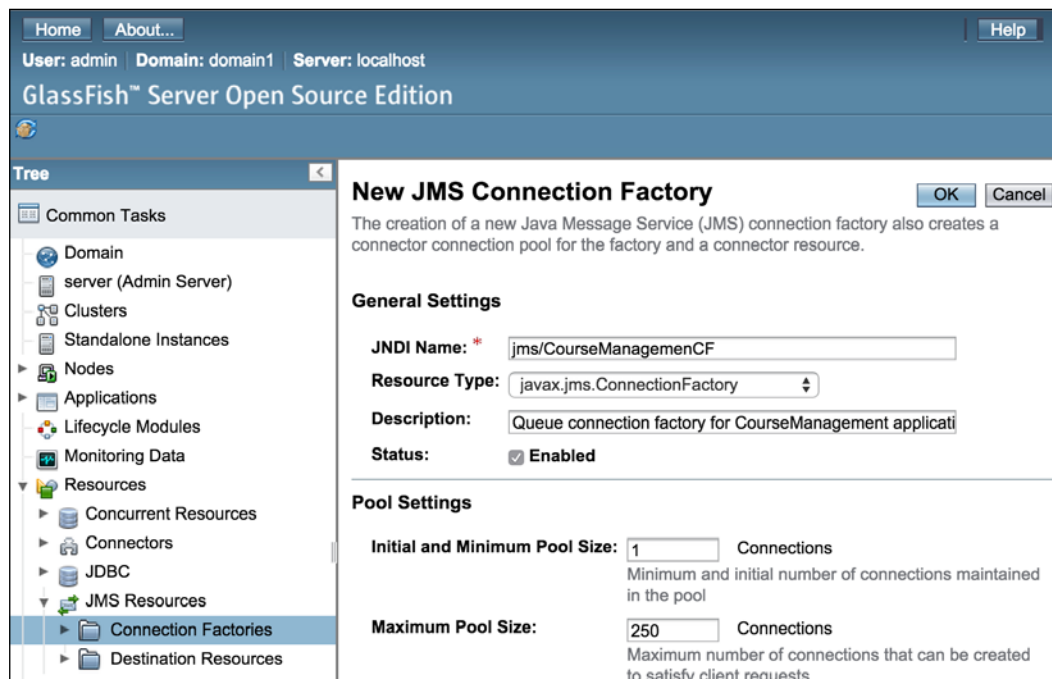 Home About... Help
User: admin Domain: domain1 Server: localhost
GlassFish™ Server Open Source Edition
Tree
Common Tasks
Domain
server (Admin Server)
Clusters
Standalone Instances
Nodes
Applications
Lifecycle Modules
Monitoring Data
Resources
Concurrent Resources
Connectors
JDBC
JMS Resources
Connection Factories
Destination Resources
New JMS Connection Factory
OK Cancel
The creation of a new Java Message Service (JMS) connection factory also creates a
connector connection pool for the factory and a connector resource.
General Settings
JNDI Name: * jms/CourseManagemenCF
Resource Type: javax.jms.ConnectionFactory
Description: Queue connection factory for CourseManagement applicati
Status: Enabled
Pool Settings
Initial and Minimum Pool Size: 1 Connections
Minimum and initial number of connections maintained
in the pool
Maximum Pool Size: 250 Connections
Maximum number of connections that can be created
to satisfy client requests